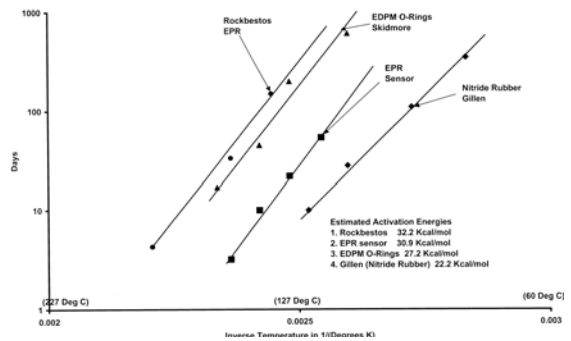 1000
100
10
1
Days
Rockbestos
EPR
EDPM O-Rings
Skidmore
EPR
Sensor
Nitride Rubber
Gillen
Estimated Activation Energies
1. Rockbestos 32.2 Kcal/mol
2. EPR sensor 30.9 Kcal/mol
3. EDPM O-Rings 27.2 Kcal/mol
4. Gillen (Nitride Rubber) 22.2 Kcal/mol
(227 Deg C) (127 Deg C) (60 Deg C)
0.002 0.0025 0.003
Inverse Temperature in 1/(Degrees K)